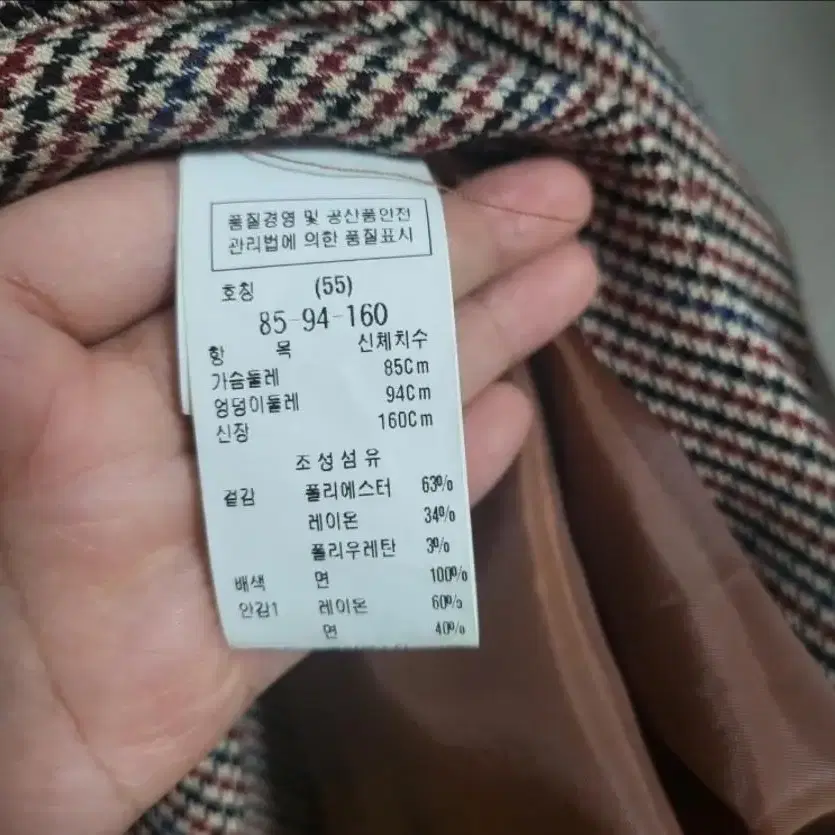 품질경영 및 공산품안전
관리법에 의한 품질표시
호칭 (55)
85-94-160
항 목 신체치수
가슴둘레 85Cm
엉덩이둘레 94Cm
신장 160Cm
조성섬유
겉감 폴리에스터 63%
레이온 34%
폴리우레탄 3%
배색 면 100%
안감1 레이온 60%
면 40%